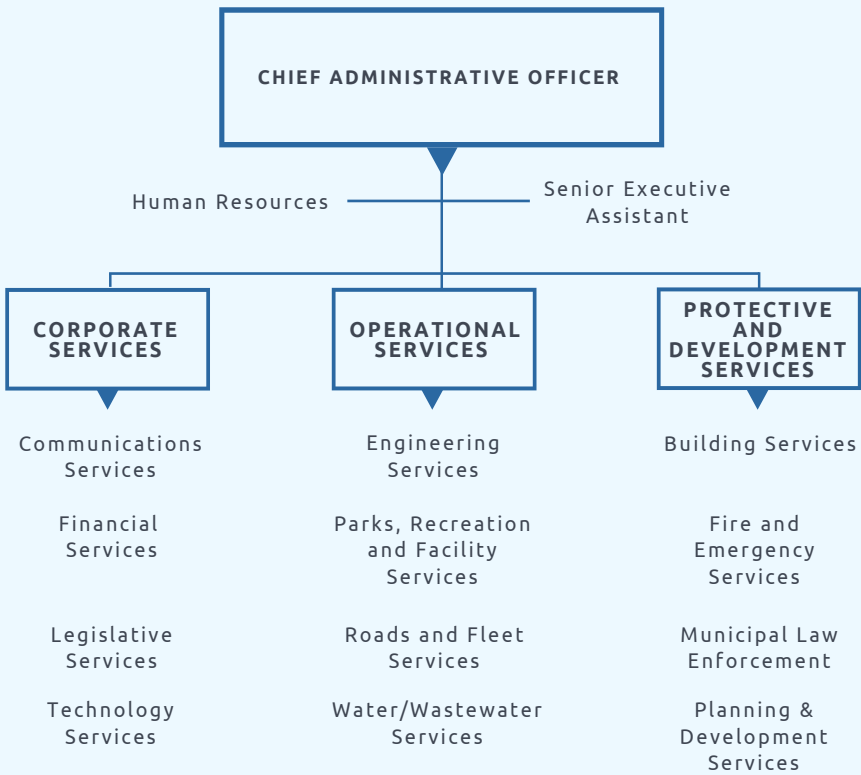 CHIEF ADMINISTRATIVE OFFICER
Human Resources
Senior Executive
Assistant
CORPORATE
SERVICES
Communications
Services
Financial
Services
Legislative
Services
Technology
Services
OPERATIONAL
SERVICES
Engineering
Services
Parks, Recreation
and Facility
Services
Roads and Fleet
Services
Water/Wastewater
Services
PROTECTIVE
AND
DEVELOPMENT
SERVICES
Building Services
Fire and
Emergency
Services
Municipal Law
Enforcement
Planning &
Development
Services